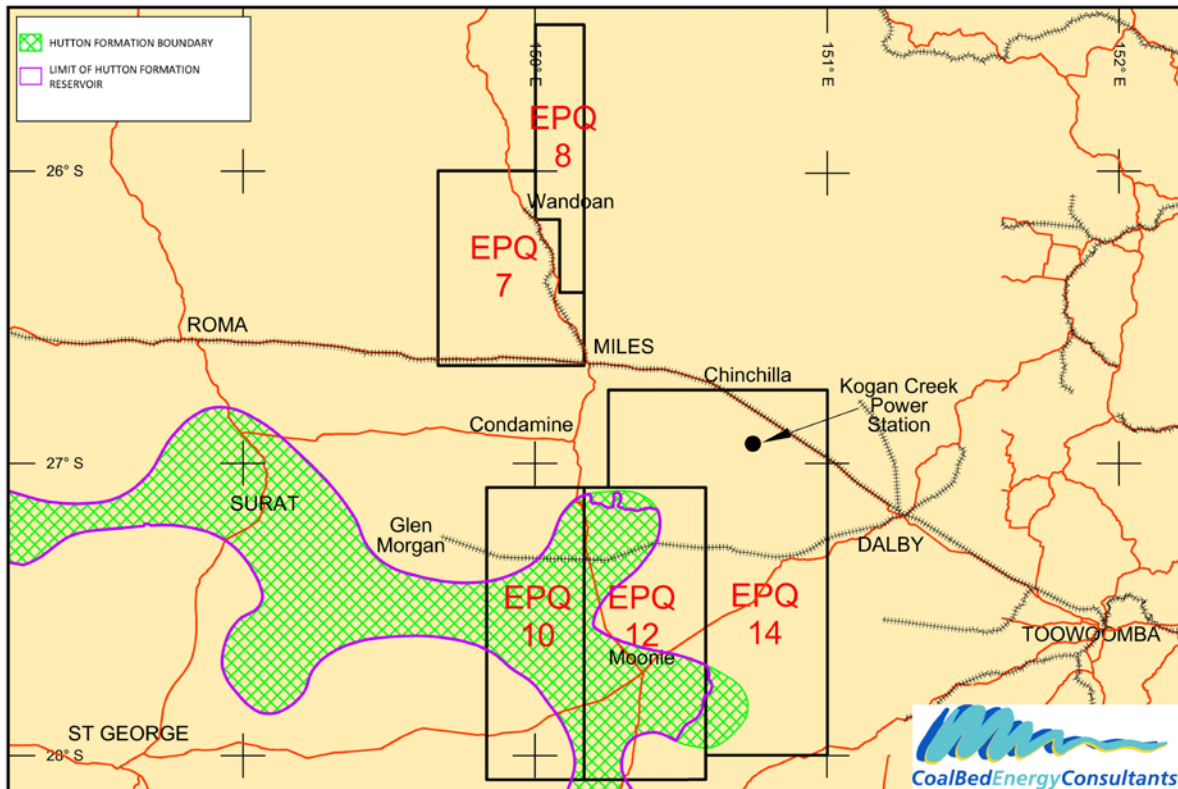 HUTTON FORMATION BOUNDARY
LIMIT OF HUTTON FORMATION
RESERVOIR
150° E
151° E
152° E
26° S
EPQ
8
Wandoan
EPQ
7
ROMA
MILES
Chinchilla
Kogan Creek
Power
Station
Condamine
27° S
SURAT
Glen
Morgan
DALBY
EPQ
10
EPQ
12
EPQ
14
TOOWOOMBA
Moonie
ST GEORGE
28° S
CoalBedEnergyConsultants